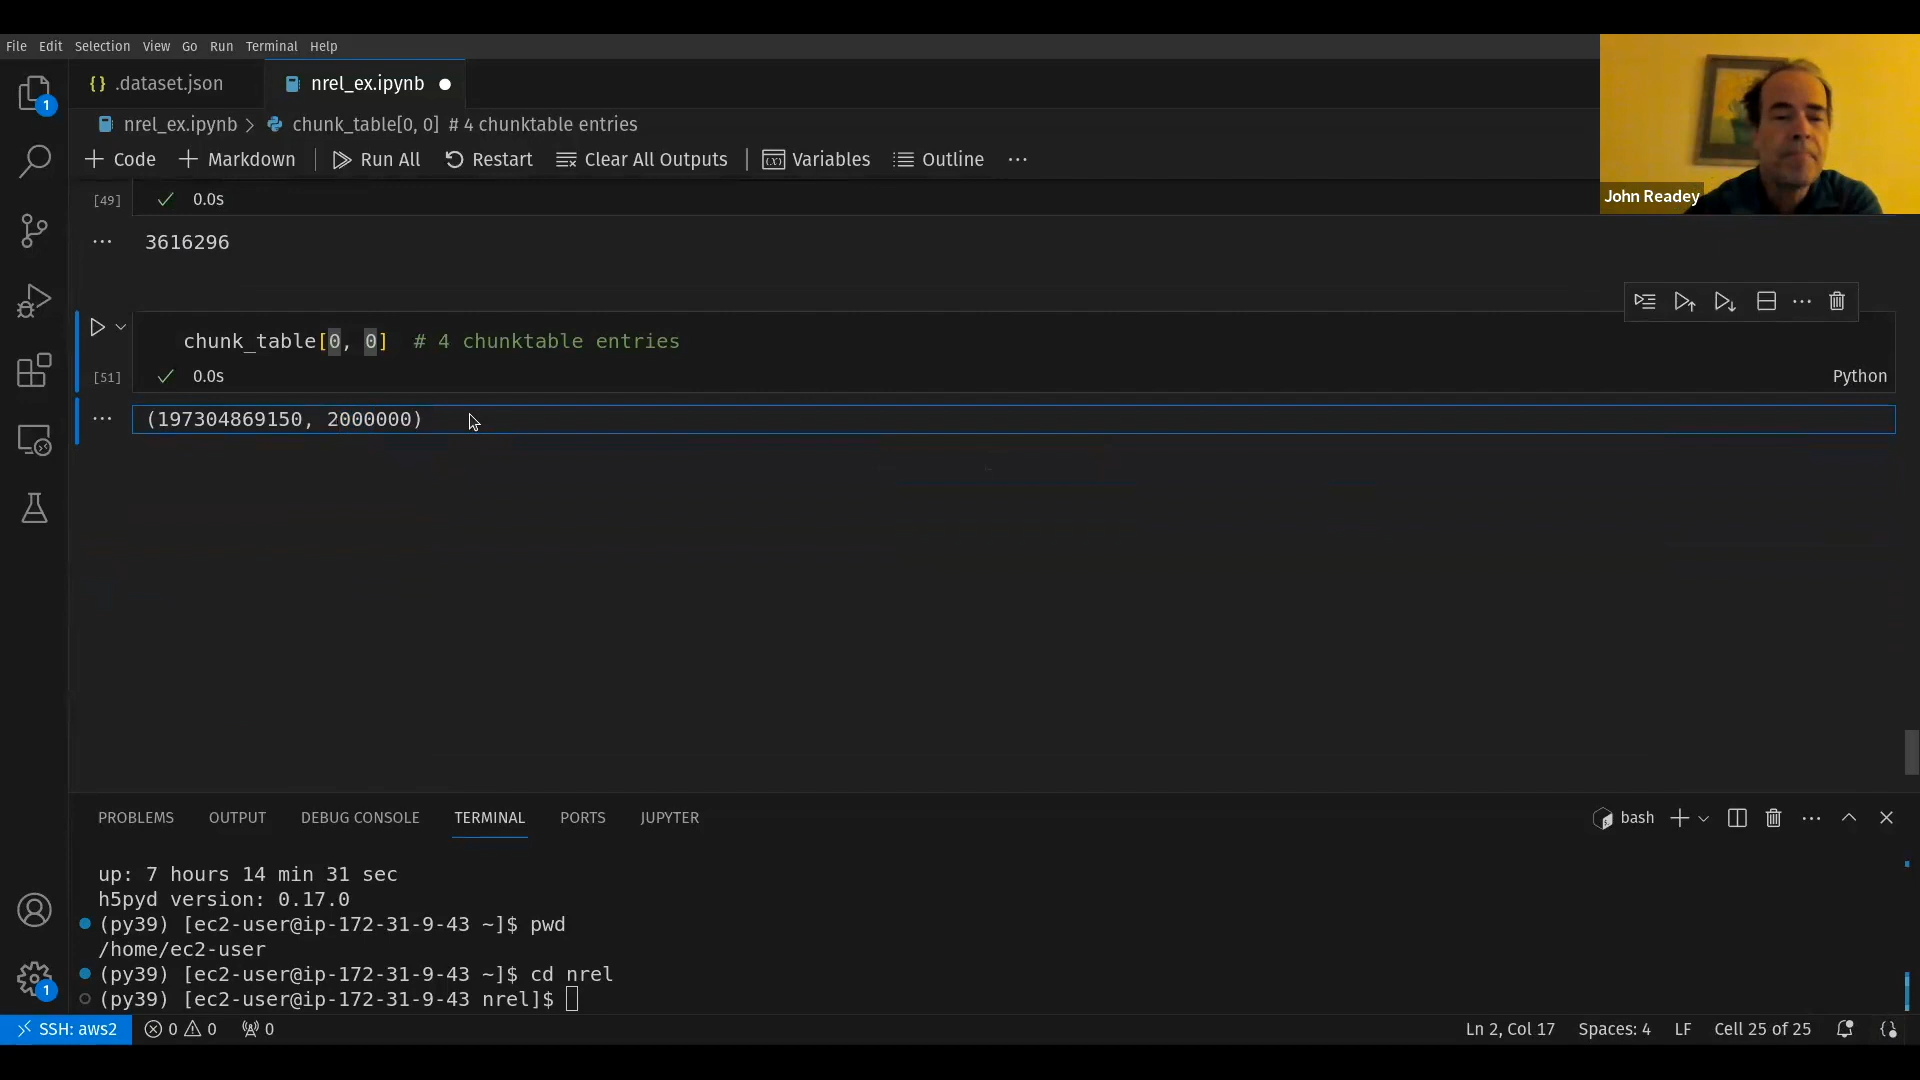 File Edit Selection View Go Run Terminal Help
.dataset.json
nrel_ex.ipynb
nrel_ex.ipynb > chunk_table[0, 0] # 4 chunktable entries
+ Code + Markdown Run All Restart Clear All Outputs Variables Outline ...
John Readey
[49] 0.0s
3616296
chunk_table[0, 0] # 4 chunktable entries
[51] 0.0s Python
(197304869150, 2000000)
PROBLEMS OUTPUT DEBUG CONSOLE TERMINAL PORTS JUPYTER bash
up: 7 hours 14 min 31 sec
h5pyd version: 0.17.0
(py39) [ec2-user@ip-172-31-9-43 ~]$ pwd
/home/ec2-user
(py39) [ec2-user@ip-172-31-9-43 ~]$ cd nrel
(py39) [ec2-user@ip-172-31-9-43 nrel]$
1
1
SSH: aws2 0 0 0 Ln 2, Col 17 Spaces: 4 LF Cell 25 of 25